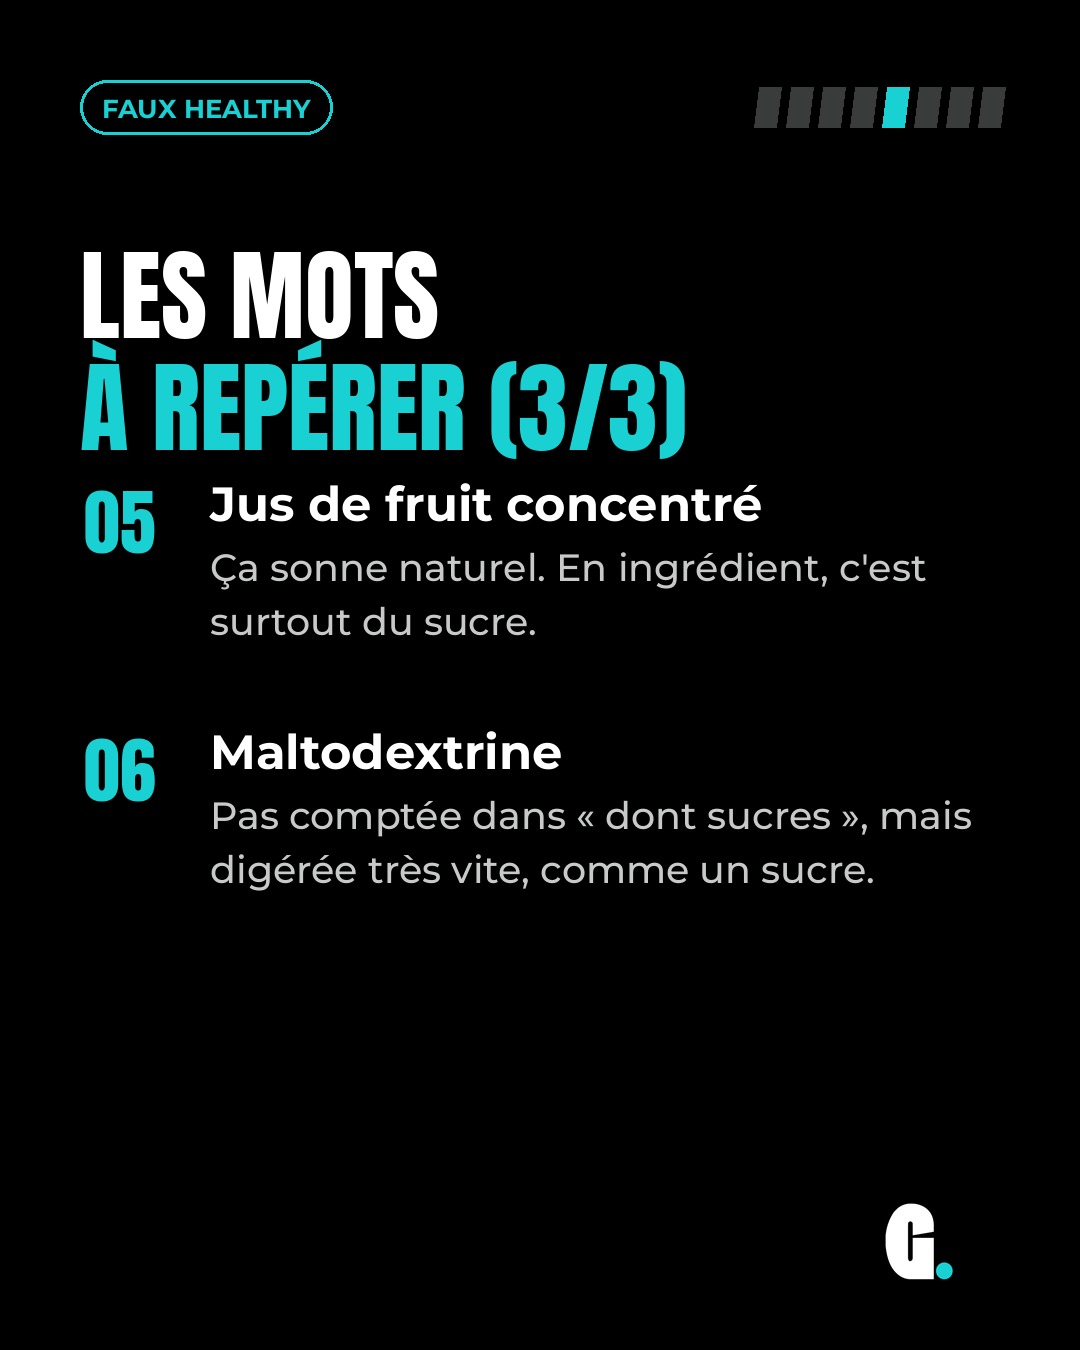 FAUX HEALTHY
LES MOTS
À REPÉRER (3/3)
05
Jus de fruit concentré
Ça sonne naturel. En ingrédient, c'est
surtout du sucre.
06
Maltodextrine
Pas comptée dans « dont sucres », mais
digérée très vite, comme un sucre.
G.